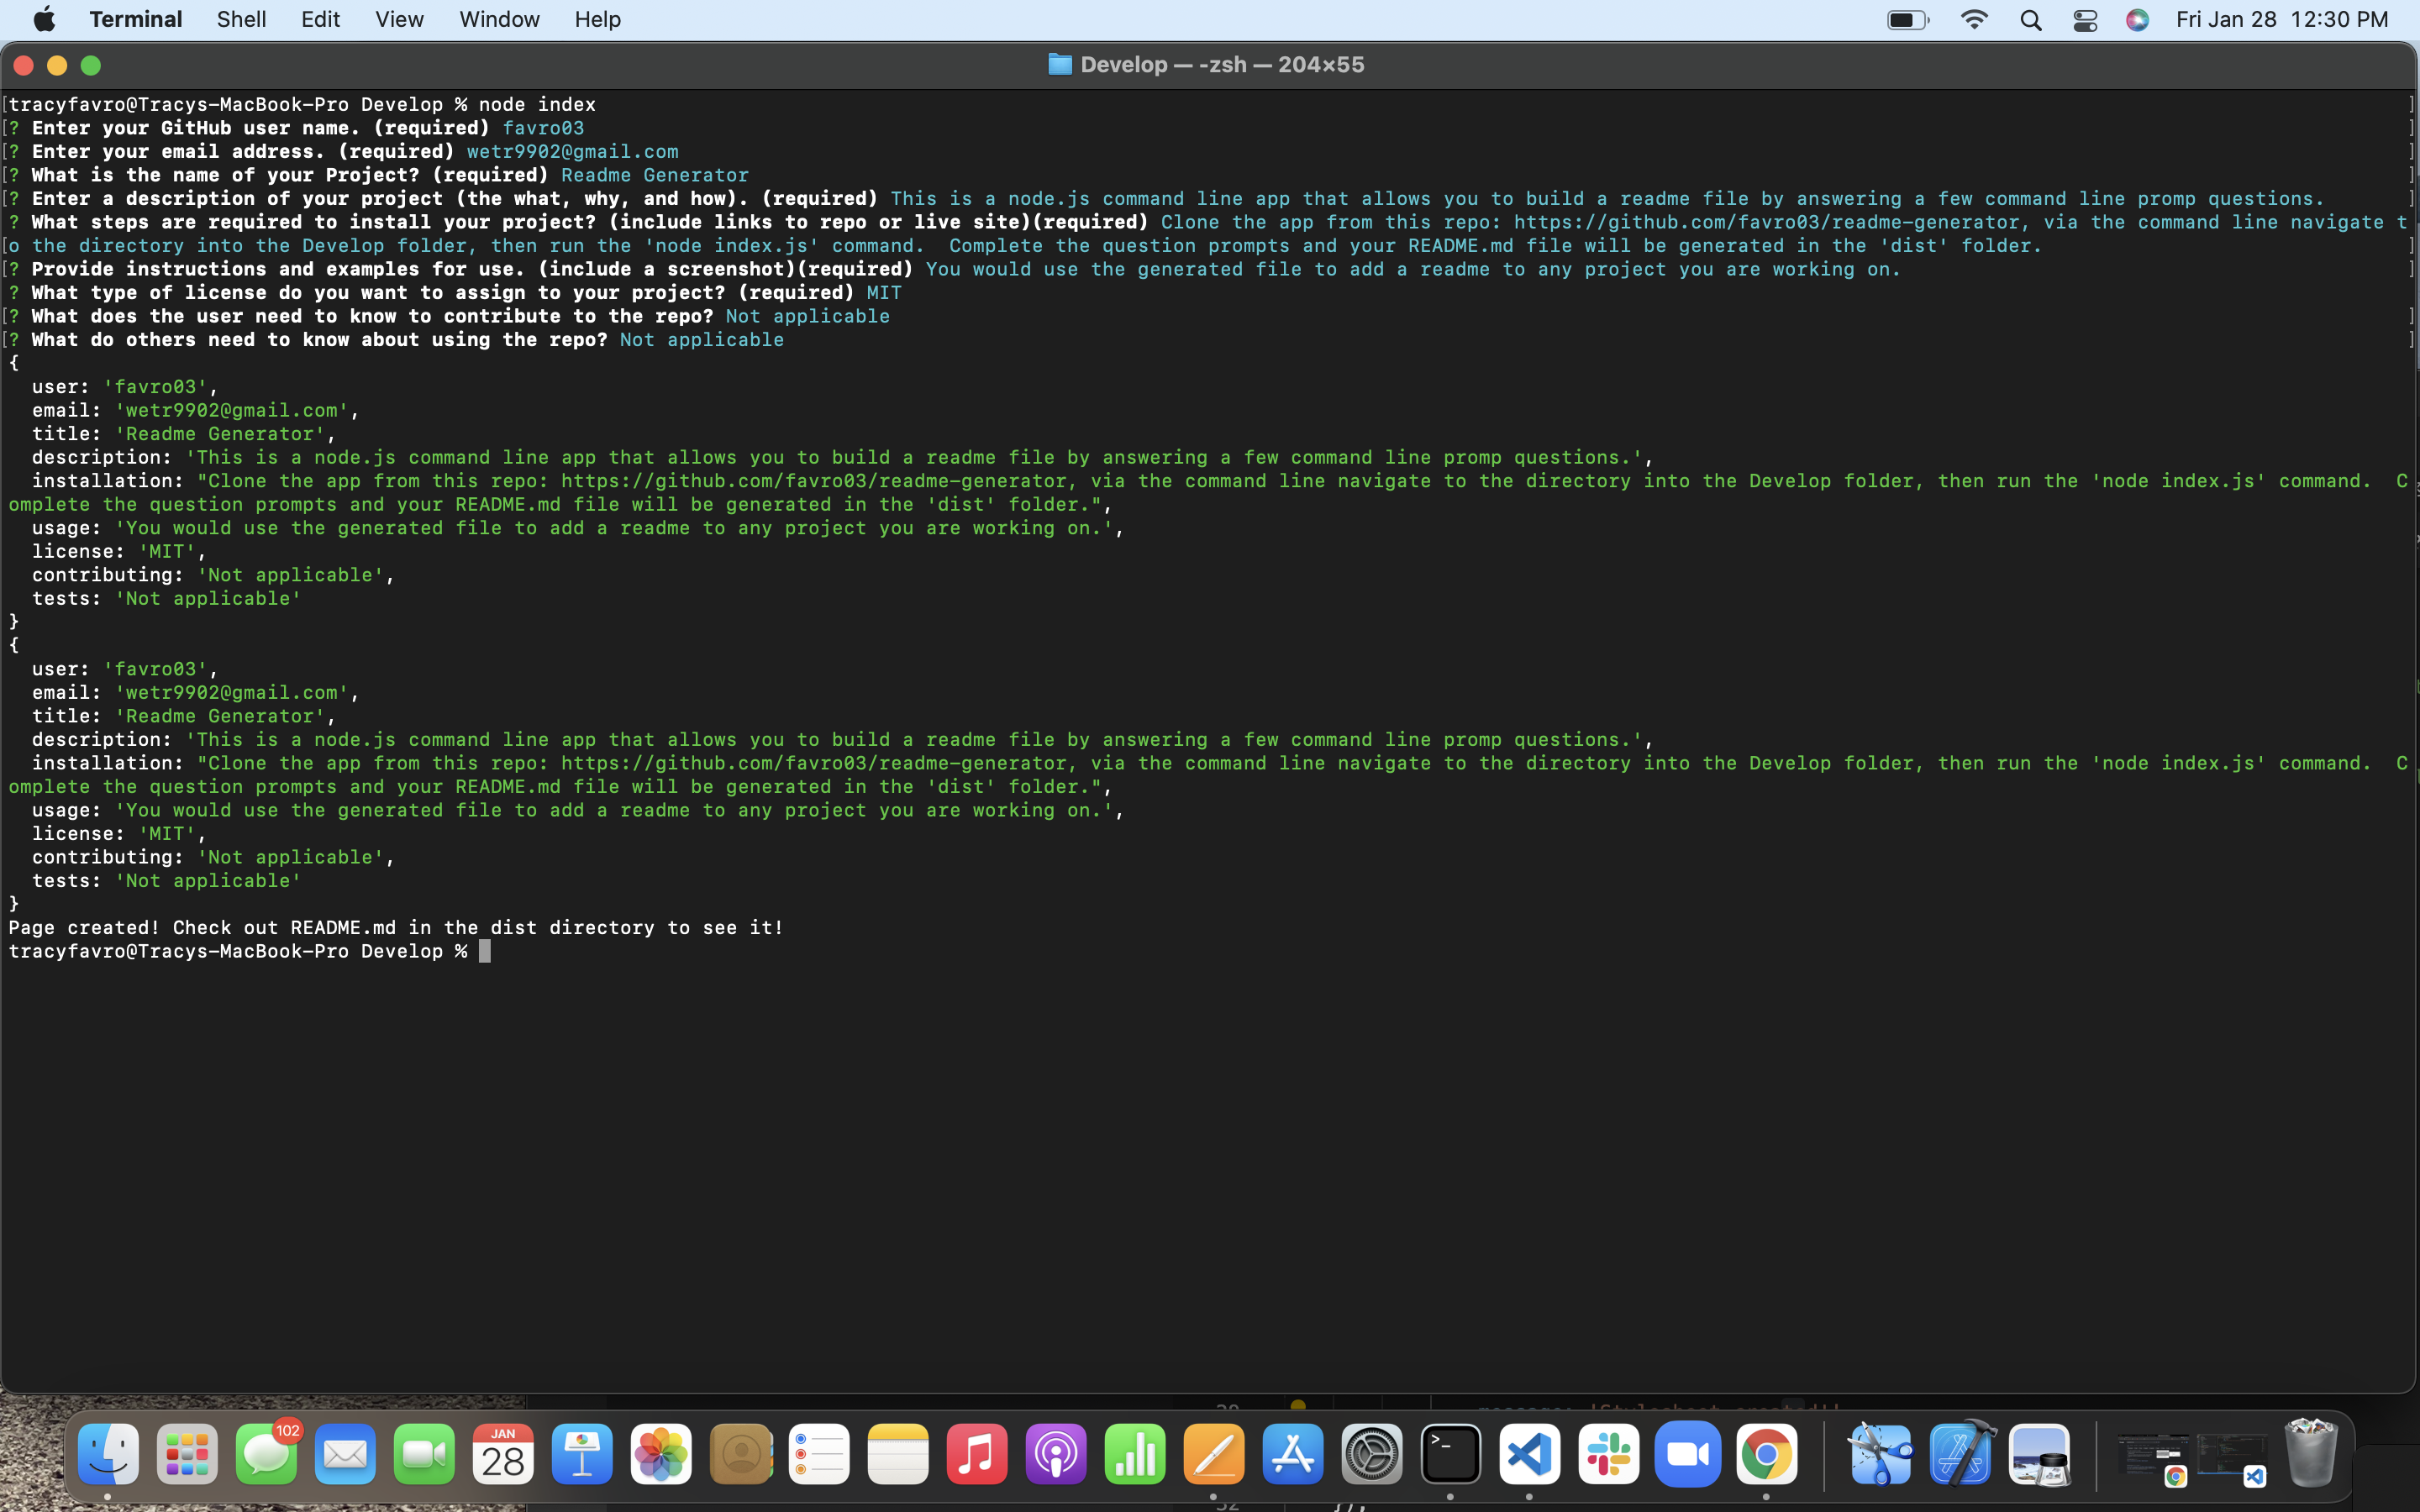 Terminal Shell Edit View Window Help Fri Jan 28 12:30 PM
Develop — -zsh — 204×55
[tracyfavro@Tracys-MacBook-Pro Develop % node index ]
[? Enter your GitHub user name. (required) favro03 ]
[? Enter your email address. (required) wetr9902@gmail.com ]
[? What is the name of your Project? (required) Readme Generator ]
[? Enter a description of your project (the what, why, and how). (required) This is a node.js command line app that allows you to build a readme file by answering a few command line promp questions. ]
? What steps are required to install your project? (include links to repo or live site)(required) Clone the app from this repo: https://github.com/favro03/readme-generator, via the command line navigate t
[o the directory into the Develop folder, then run the 'node index.js' command.  Complete the question prompts and your README.md file will be generated in the 'dist' folder. ]
[? Provide instructions and examples for use. (include a screenshot)(required) You would use the generated file to add a readme to any project you are working on. ]
? What type of license do you want to assign to your project? (required) MIT
[? What does the user need to know to contribute to the repo? Not applicable ]
[? What do others need to know about using the repo? Not applicable ]
{
  user: 'favro03',
  email: 'wetr9902@gmail.com',
  title: 'Readme Generator',
  description: 'This is a node.js command line app that allows you to build a readme file by answering a few command line promp questions.',
  installation: "Clone the app from this repo: https://github.com/favro03/readme-generator, via the command line navigate to the directory into the Develop folder, then run the 'node index.js' command.  C
omplete the question prompts and your README.md file will be generated in the 'dist' folder.",
  usage: 'You would use the generated file to add a readme to any project you are working on.',
  license: 'MIT',
  contributing: 'Not applicable',
  tests: 'Not applicable'
}
{
  user: 'favro03',
  email: 'wetr9902@gmail.com',
  title: 'Readme Generator',
  description: 'This is a node.js command line app that allows you to build a readme file by answering a few command line promp questions.',
  installation: "Clone the app from this repo: https://github.com/favro03/readme-generator, via the command line navigate to the directory into the Develop folder, then run the 'node index.js' command.  C
omplete the question prompts and your README.md file will be generated in the 'dist' folder.",
  usage: 'You would use the generated file to add a readme to any project you are working on.',
  license: 'MIT',
  contributing: 'Not applicable',
  tests: 'Not applicable'
}
Page created! Check out README.md in the dist directory to see it!
tracyfavro@Tracys-MacBook-Pro Develop %
102
JAN
28
>_